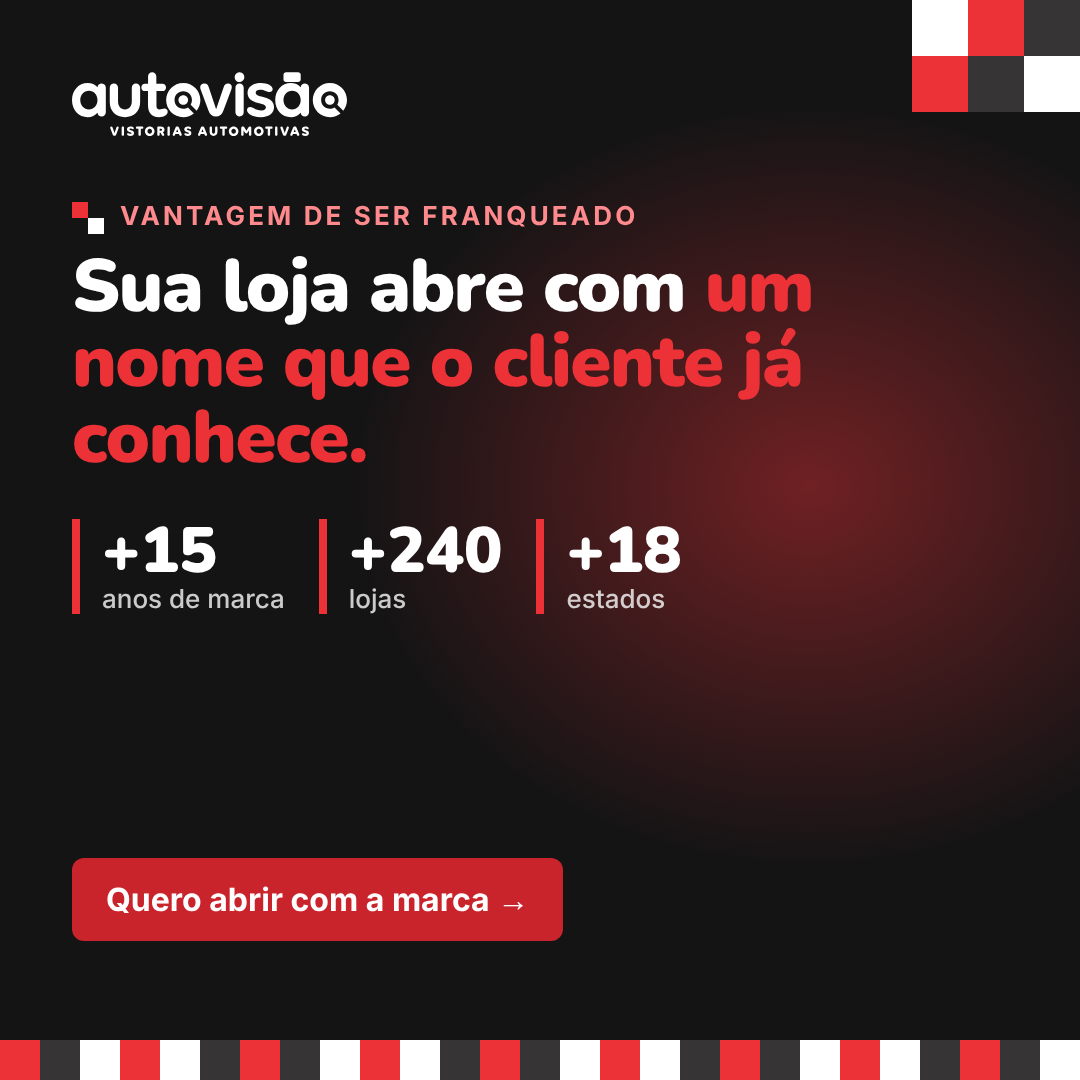 autovisão
VISTORIAS AUTOMOTIVAS
VANTAGEM DE SER FRANQUEADO
Sua loja abre com um
nome que o cliente já
conhece.
+15
anos de marca
+240
lojas
+18
estados
Quero abrir com a marca →